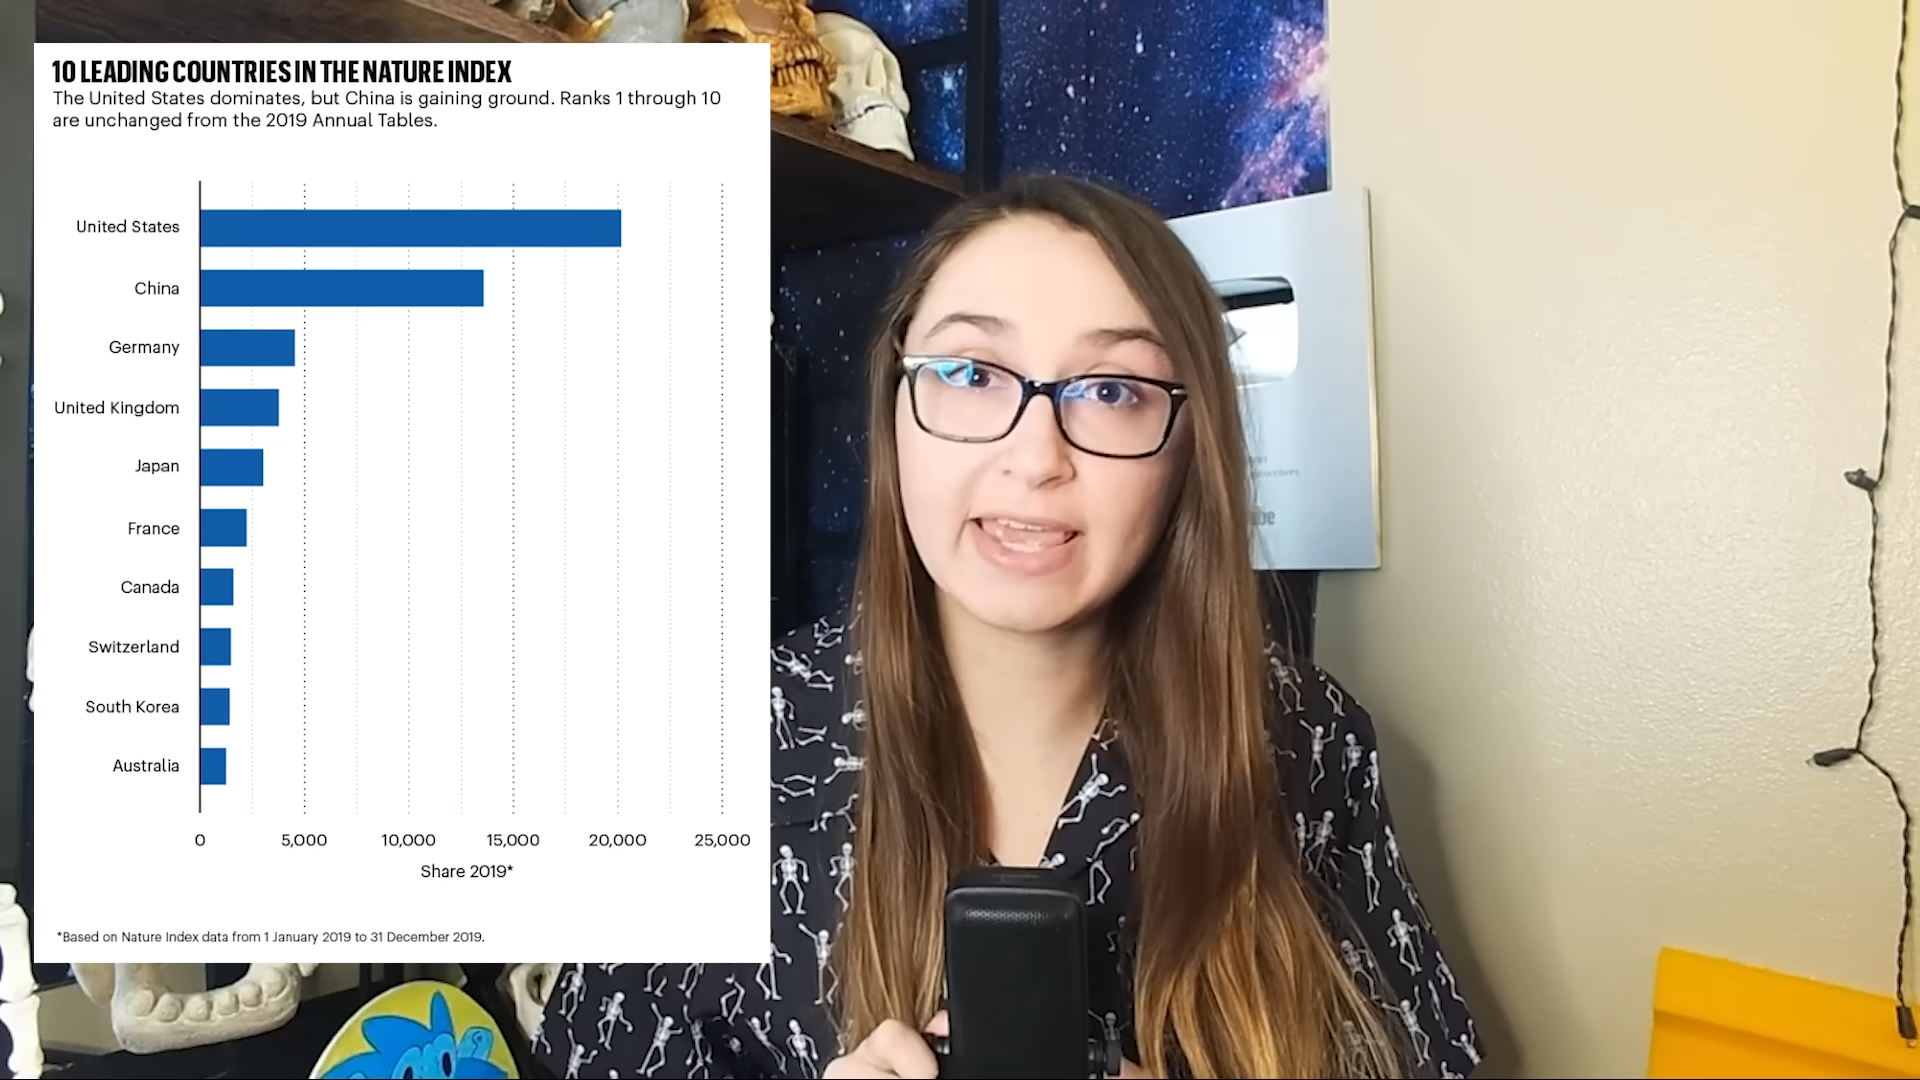 10 LEADING COUNTRIES IN THE NATURE INDEX
The United States dominates, but China is gaining ground. Ranks 1 through 10
are unchanged from the 2019 Annual Tables.
United States
China
Germany
United Kingdom
Japan
France
Canada
Switzerland
South Korea
Australia
0 5,000 10,000 15,000 20,000 25,000
Share 2019*
*Based on Nature Index data from 1 January 2019 to 31 December 2019.